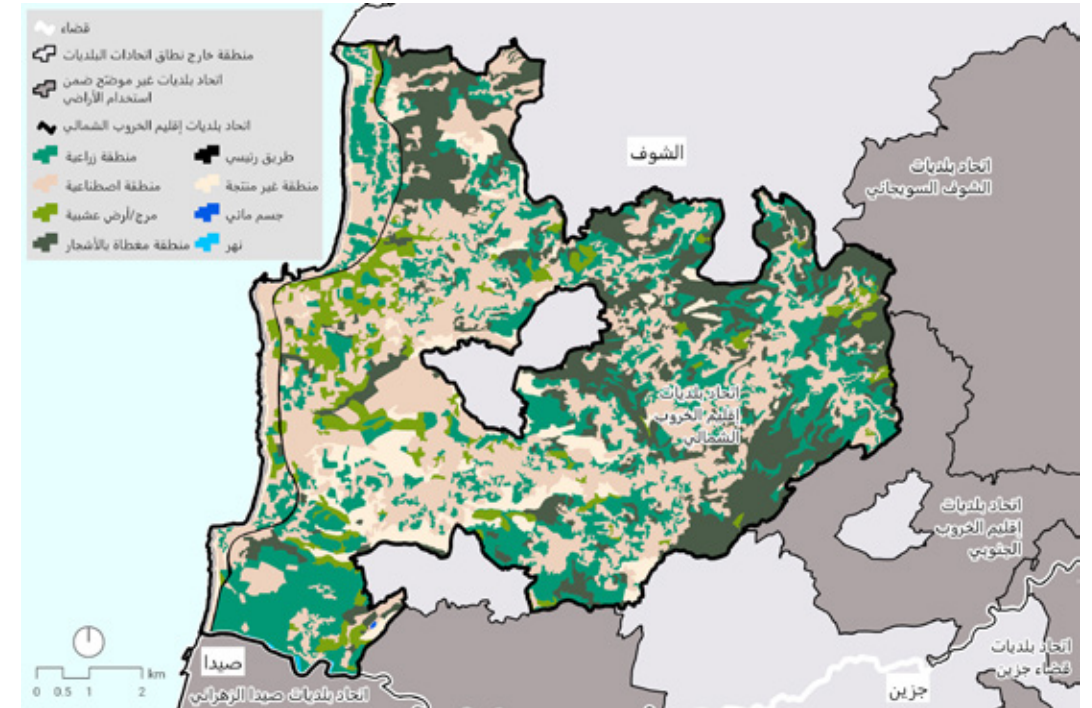 قضاء
منطقة خارج نطاق اتحادات البلديات
اتحاد بلديات غير موضّح ضمن
استخدام الأراضي
اتحاد بلديات إقليم الخروب الشمالي
طريق رئيسي
منطقة زراعية
منطقة غير منتجة
منطقة اصطناعية
جسم مائي
مرج/أرض عشبية
نهر
منطقة مغطاة بالأشجار
الشوف
اتحاد بلديات
الشوف السويجاني
اتحاد بلديات
إقليم الخروب
الشمالي
اتحاد بلديات
إقليم الخروب
الجنوبي
اتحاد بلديات
قضاء جزين
جزين
صيدا
اتحاد بلديات صيدا الزهراني
km
0 0.5 1 2